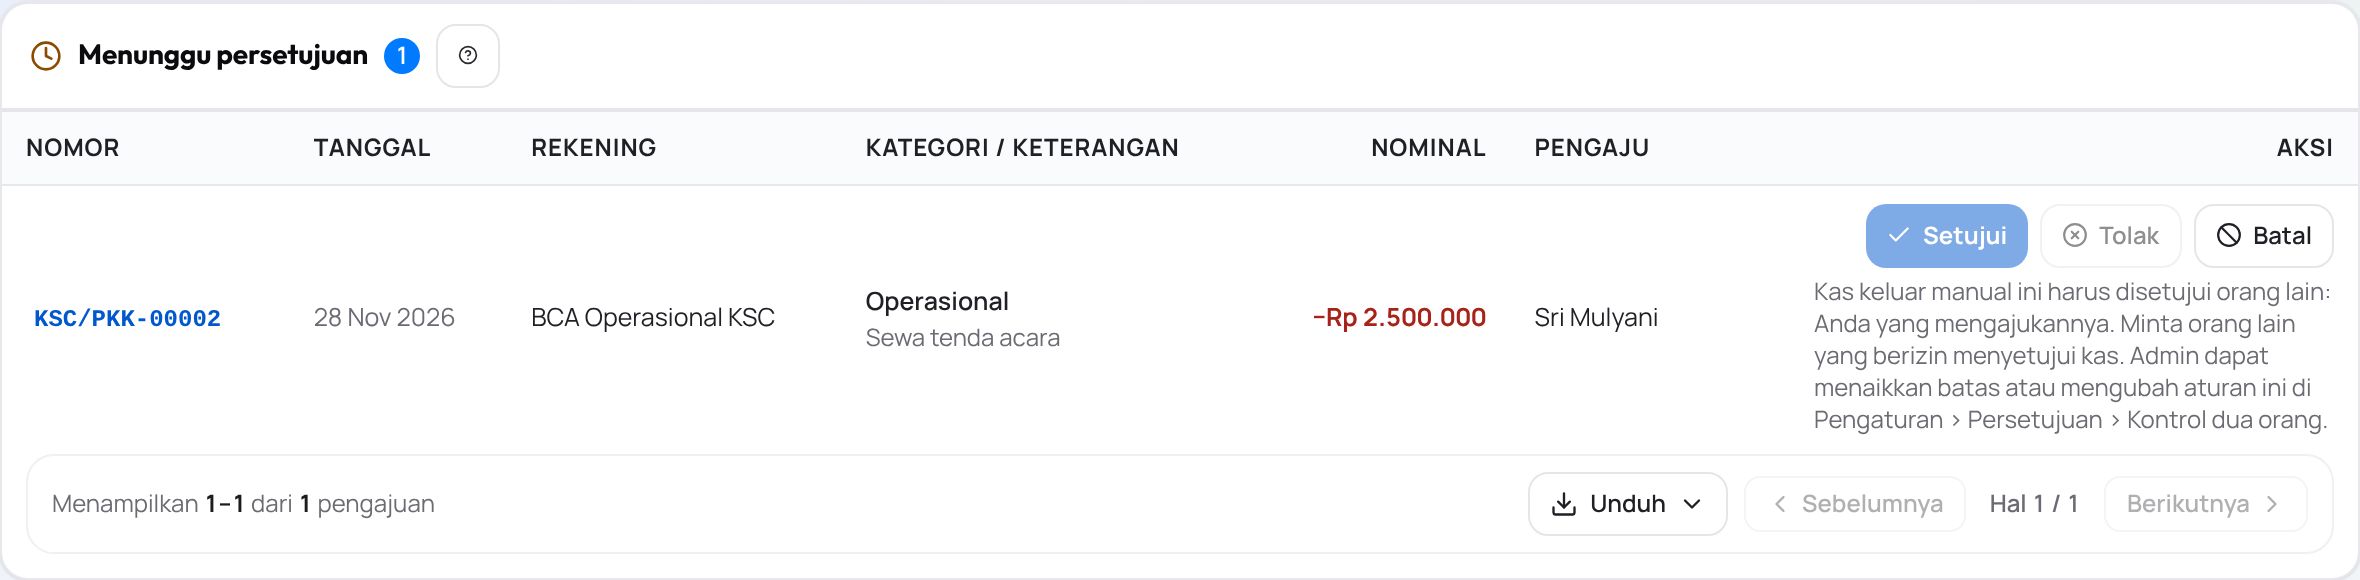 Menunggu persetujuan 1
NOMOR TANGGAL REKENING KATEGORI / KETERANGAN NOMINAL PENGAJU AKSI
Setujui Tolak Batal
KSC/PKK-00002 28 Nov 2026 BCA Operasional KSC Operasional −Rp 2.500.000 Sri Mulyani
Sewa tenda acara
Kas keluar manual ini harus disetujui orang lain:
Anda yang mengajukannya. Minta orang lain
yang berizin menyetujui kas. Admin dapat
menaikkan batas atau mengubah aturan ini di
Pengaturan › Persetujuan › Kontrol dua orang.
Menampilkan 1–1 dari 1 pengajuan Unduh Sebelumnya Hal 1 / 1 Berikutnya